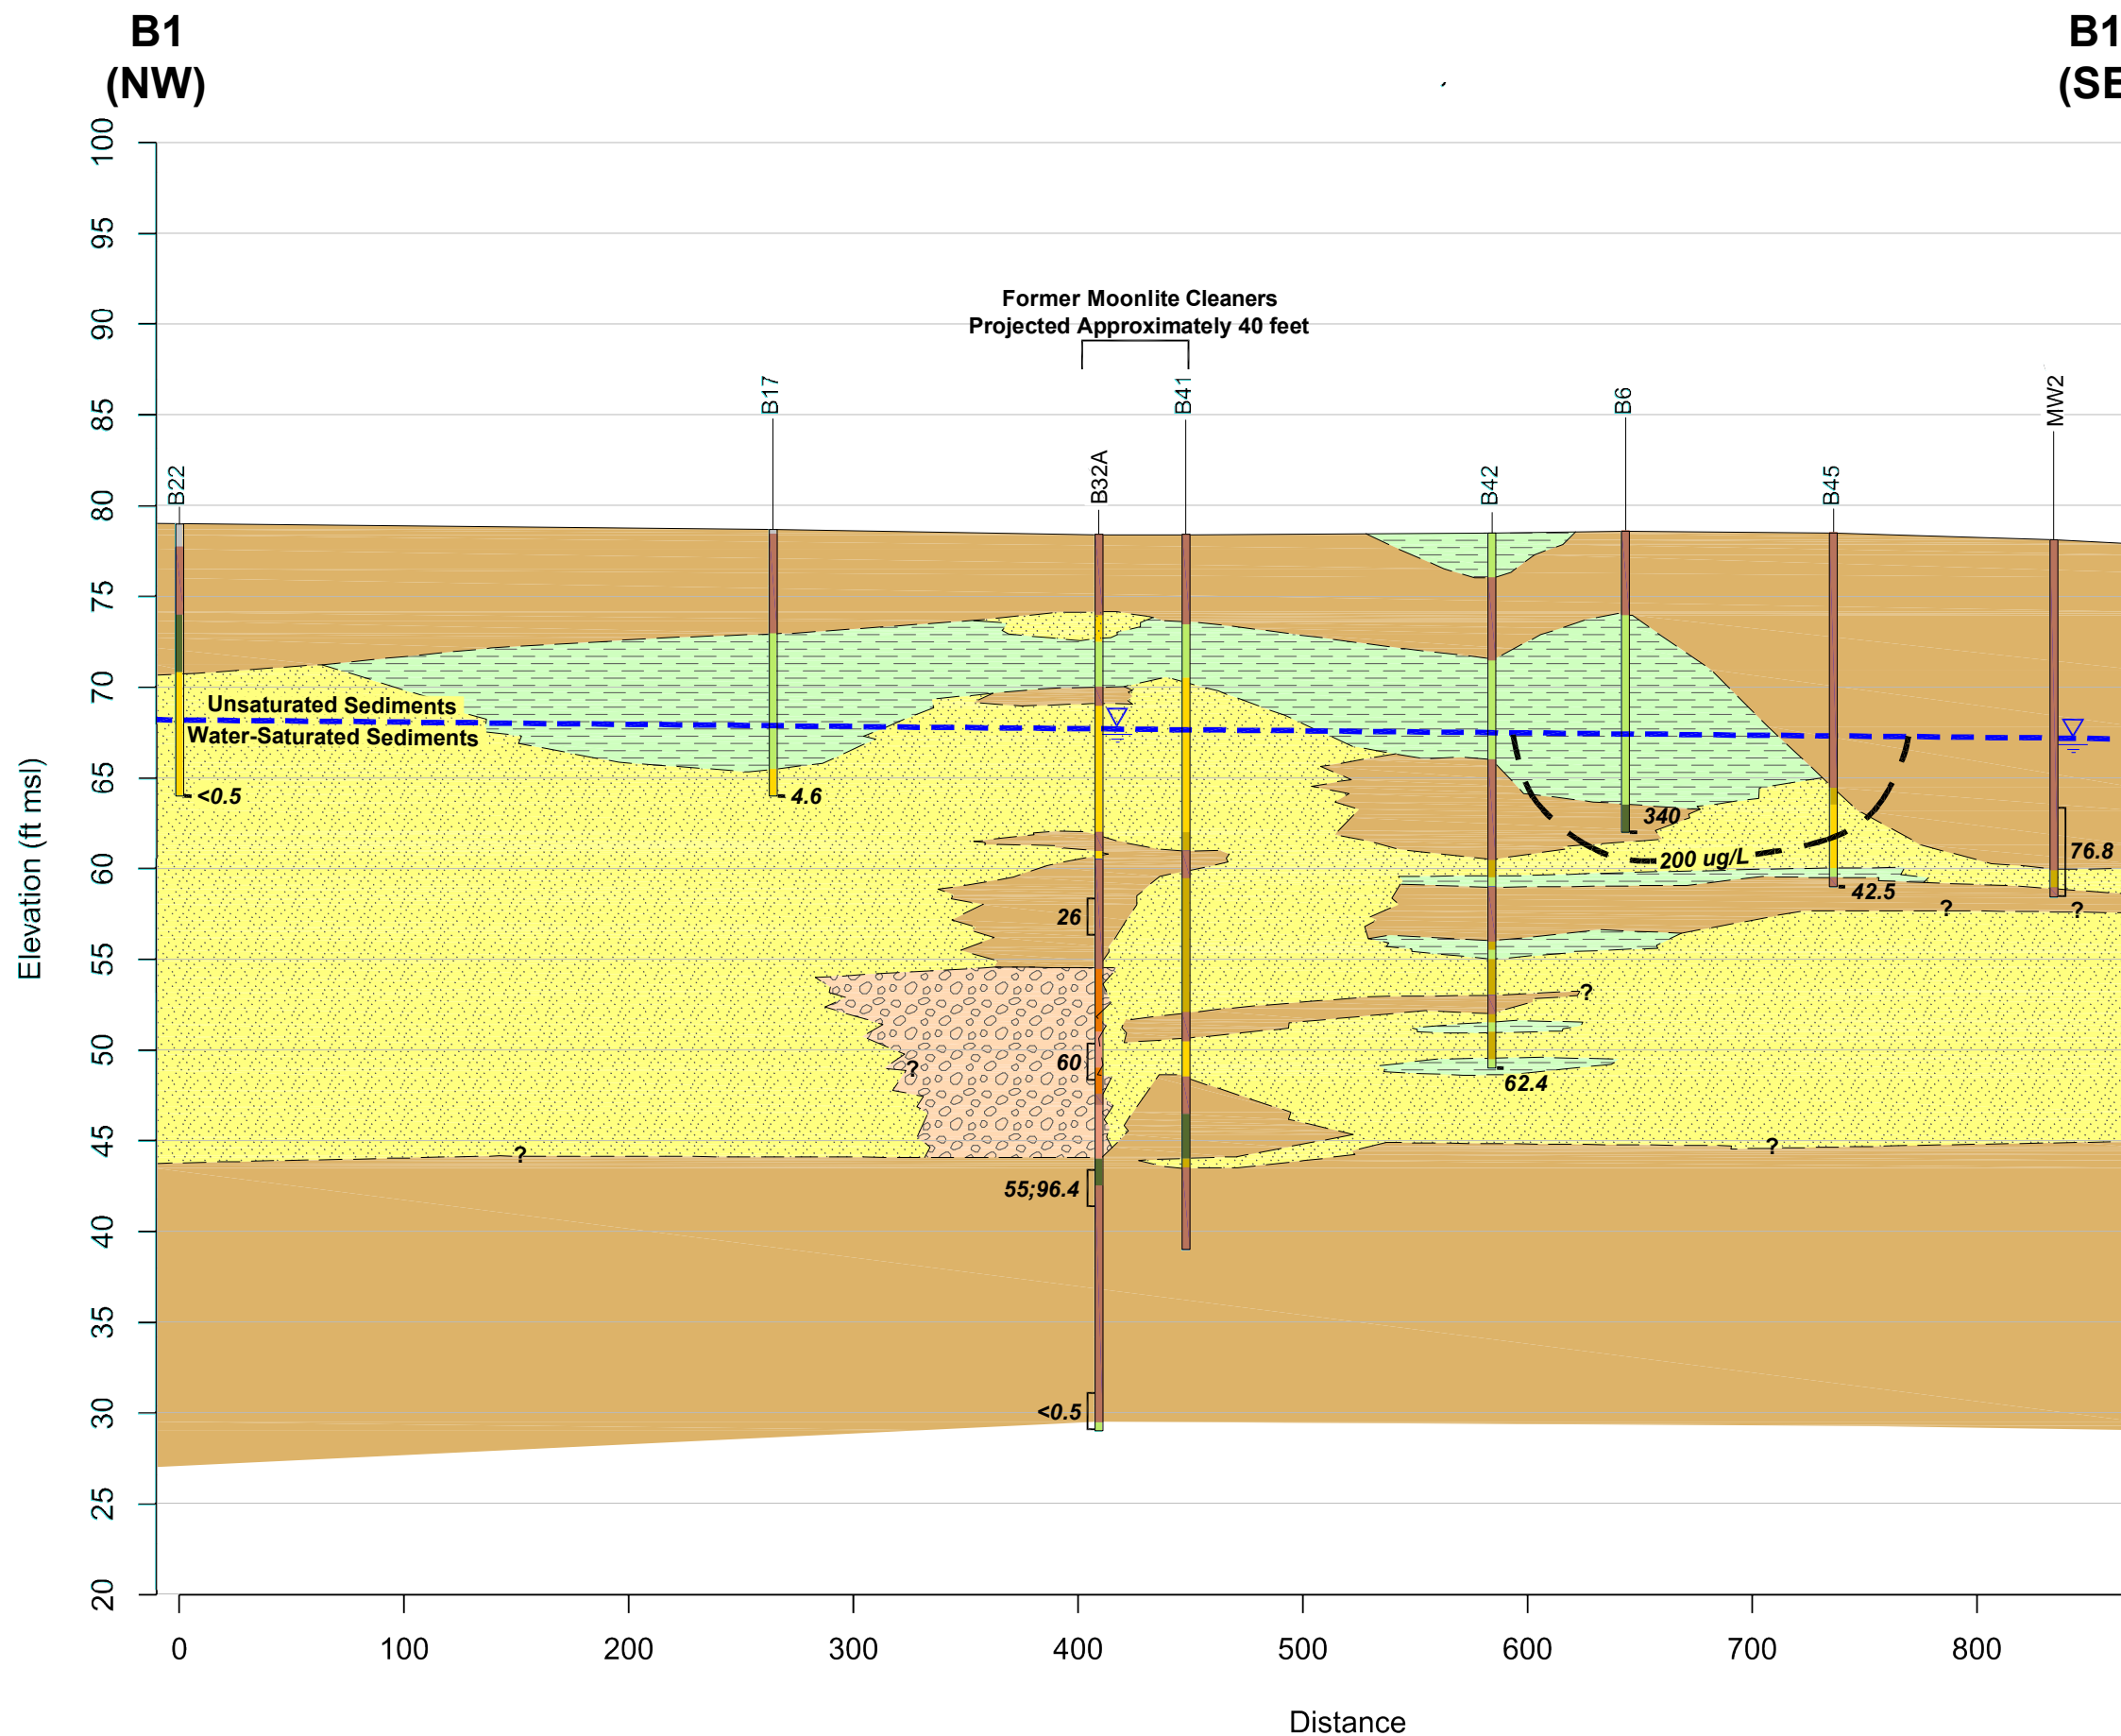 B1
(NW)
B1
(SE
Former Moonlite Cleaners
Projected Approximately 40 feet
B22
B17
B32A
B41
B42
B6
B45
MW2
Elevation (ft msl)
100
95
90
85
80
75
70
65
60
55
50
45
40
35
30
25
20
Unsaturated Sediments
Water-Saturated Sediments
<0.5
4.6
340
200 ug/L
76.8
42.5
26
?
?
?
60
?
62.4
?
?
55;96.4
<0.5
0
100
200
300
400
500
600
700
800
Distance